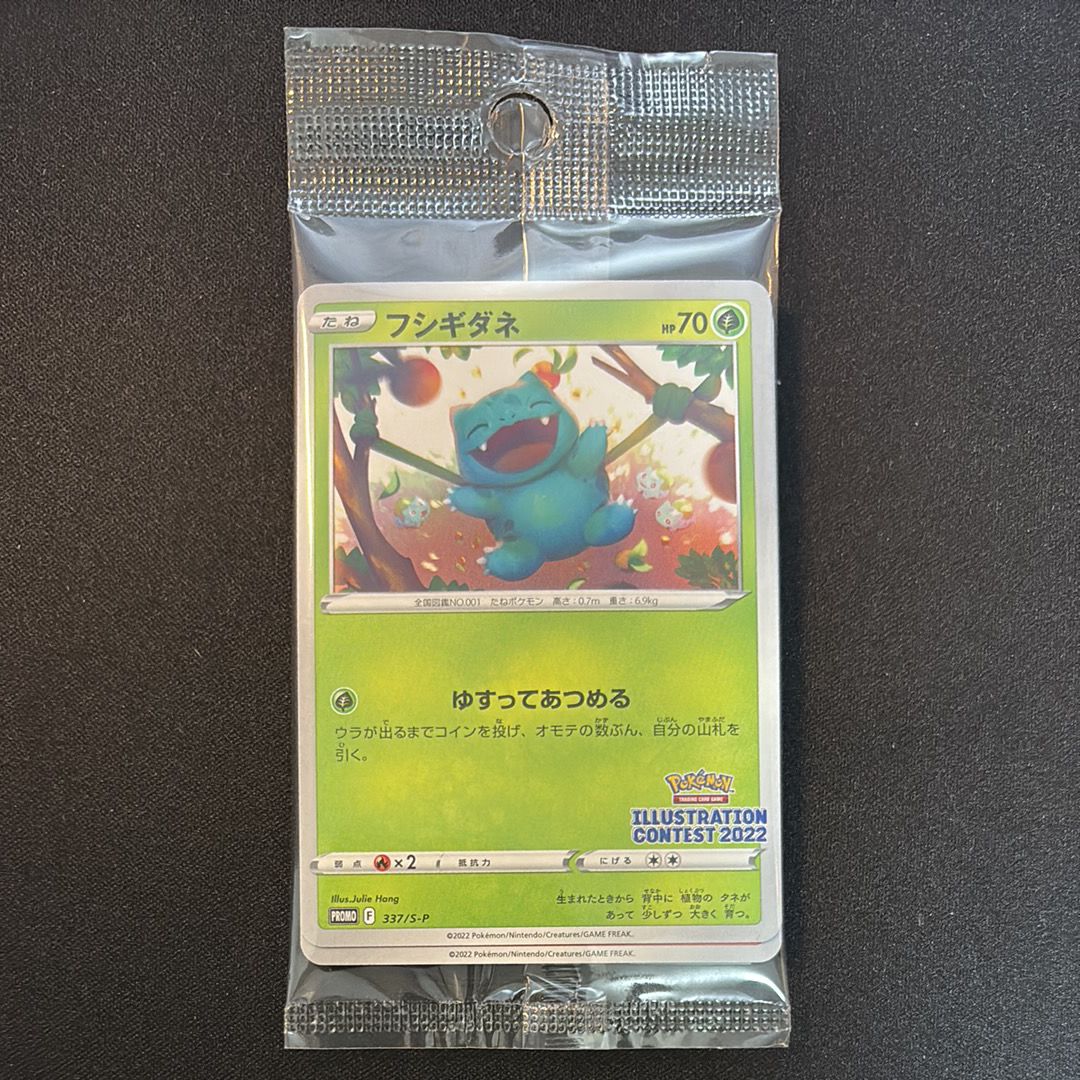 たね フシギダネ HP 70
全国図鑑NO.001 たねポケモン 高さ:0.7m 重さ:6.9kg
ゆすってあつめる
ウラが出るまでコインを投げ、オモテの数ぶん、自分の山札を
引く。
Pokémon
TRADING CARD GAME
ILLUSTRATION
CONTEST 2022
弱点 ×2 抵抗力 にげる
Illus.Julie Hang
生まれたときから 背中に 植物の タネが
あって 少しずつ 大きく 育つ。
PROMO F 337/S-P
©2022 Pokémon/Nintendo/Creatures/GAME FREAK.
©2022 Pokémon/Nintendo/Creatures/GAME FREAK.